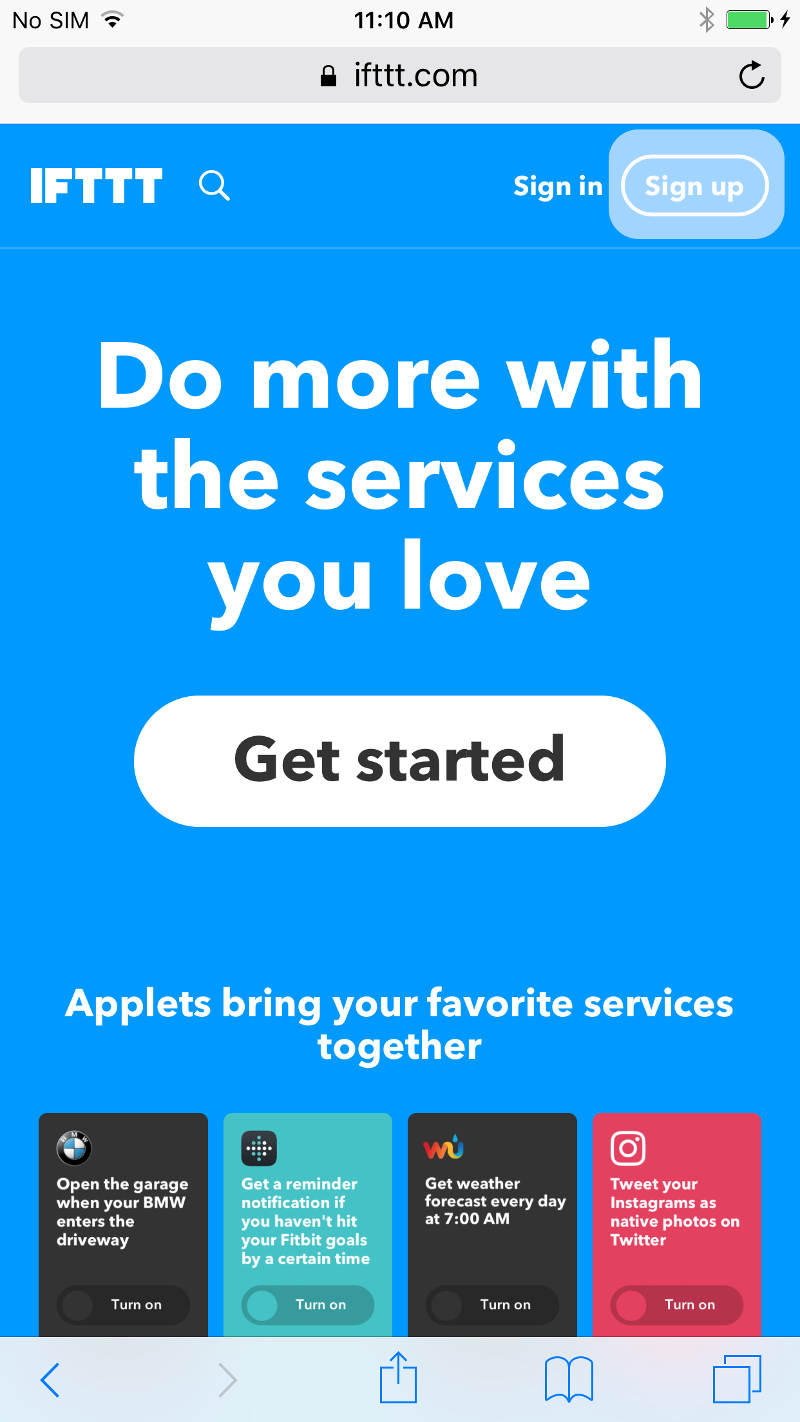 No SIM 11:10 AM
ifttt.com
IFTTT Sign in Sign up
Do more with
the services
you love
Get started
Applets bring your favorite services
together
BMW
Open the garage
when your BMW
enters the
driveway
Turn on
Get a reminder
notification if
you haven't hit
your Fitbit goals
by a certain time
Turn on
wu
Get weather
forecast every day
at 7:00 AM
Turn on
Tweet your
Instagrams as
native photos on
Twitter
Turn on